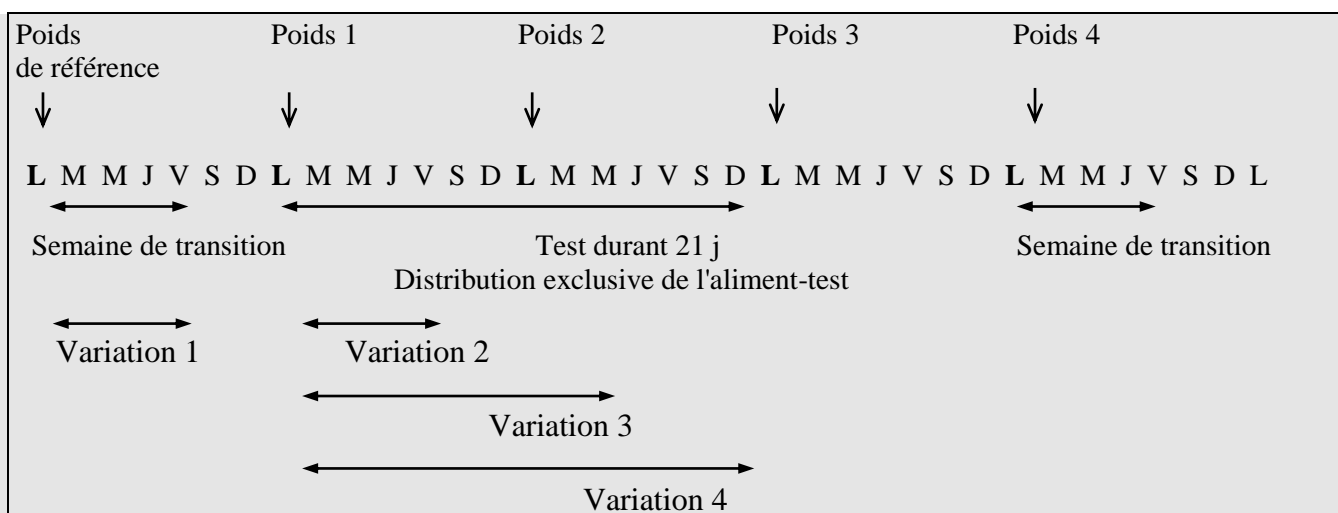 Poids de référence Poids 1 Poids 2 Poids 3 Poids 4
L M M J V S D L M M J V S D L M M J V S D L M M J V S D L M M J V S D L
Semaine de transition Test durant 21 j Semaine de transition
Distribution exclusive de l'aliment-test
Variation 1 Variation 2
Variation 3
Variation 4